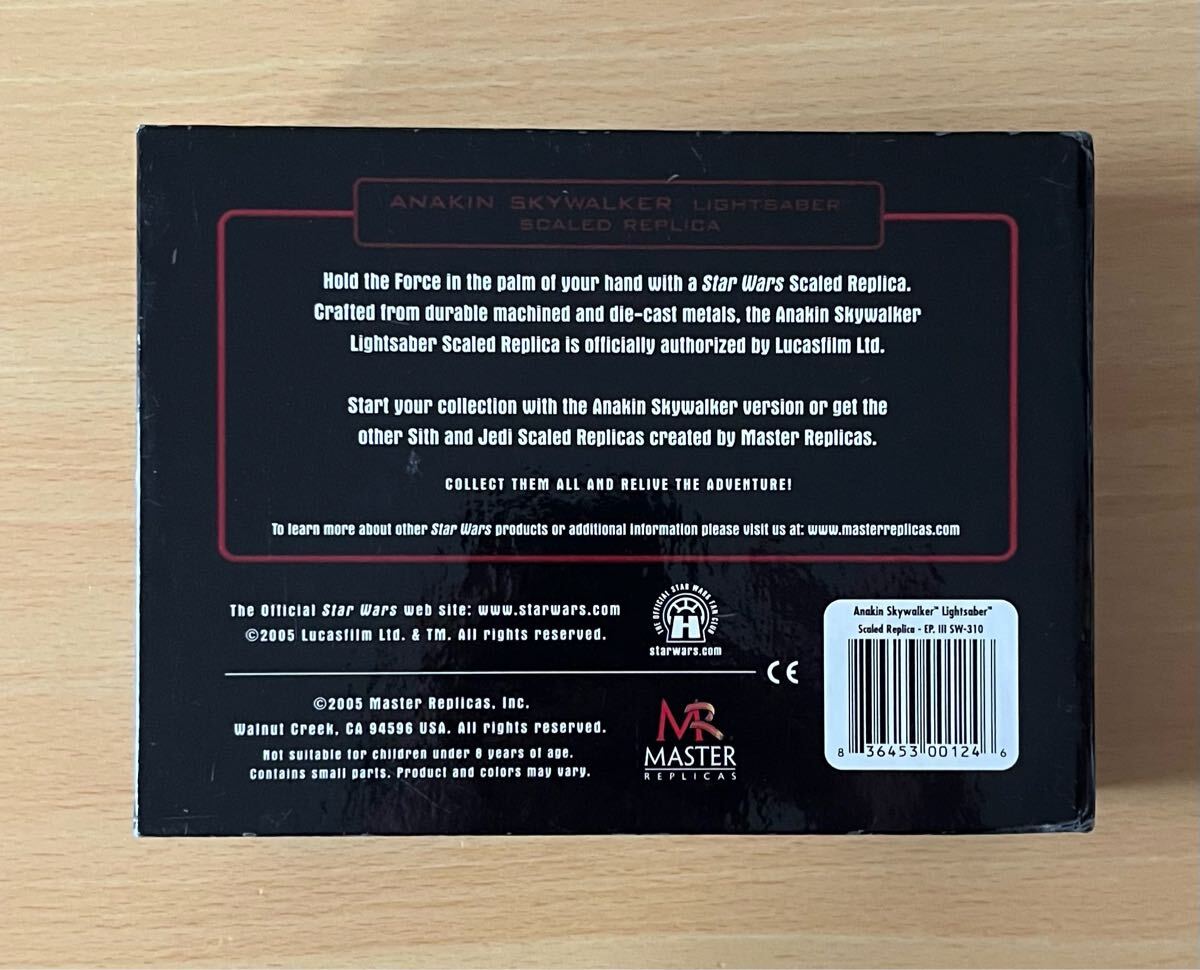 ANAKIN SKYWALKER LIGHTSABER
SCALED REPLICA
Hold the Force in the palm of your hand with a Star Wars Scaled Replica.
Crafted from durable machined and die-cast metals, the Anakin Skywalker
Lightsaber Scaled Replica is officially authorized by Lucasfilm Ltd.
Start your collection with the Anakin Skywalker version or get the
other Sith and Jedi Scaled Replicas created by Master Replicas.
COLLECT THEM ALL AND RELIVE THE ADVENTURE!
To learn more about other Star Wars products or additional information please visit us at: www.masterreplicas.com
The Official Star Wars web site: www.starwars.com
©2005 Lucasfilm Ltd. & TM. All rights reserved.
THE OFFICIAL STAR WARS FAN CLUB
H
starwars.com
CE
©2005 Master Replicas, Inc.
Walnut Creek, CA 94596 USA. All rights reserved.
Not suitable for children under 8 years of age.
Contains small parts. Product and colors may vary.
MR
MASTER
REPLICAS
Anakin Skywalker™ Lightsaber™
Scaled Replica - EP. III SW-310
8 36453 00124 6